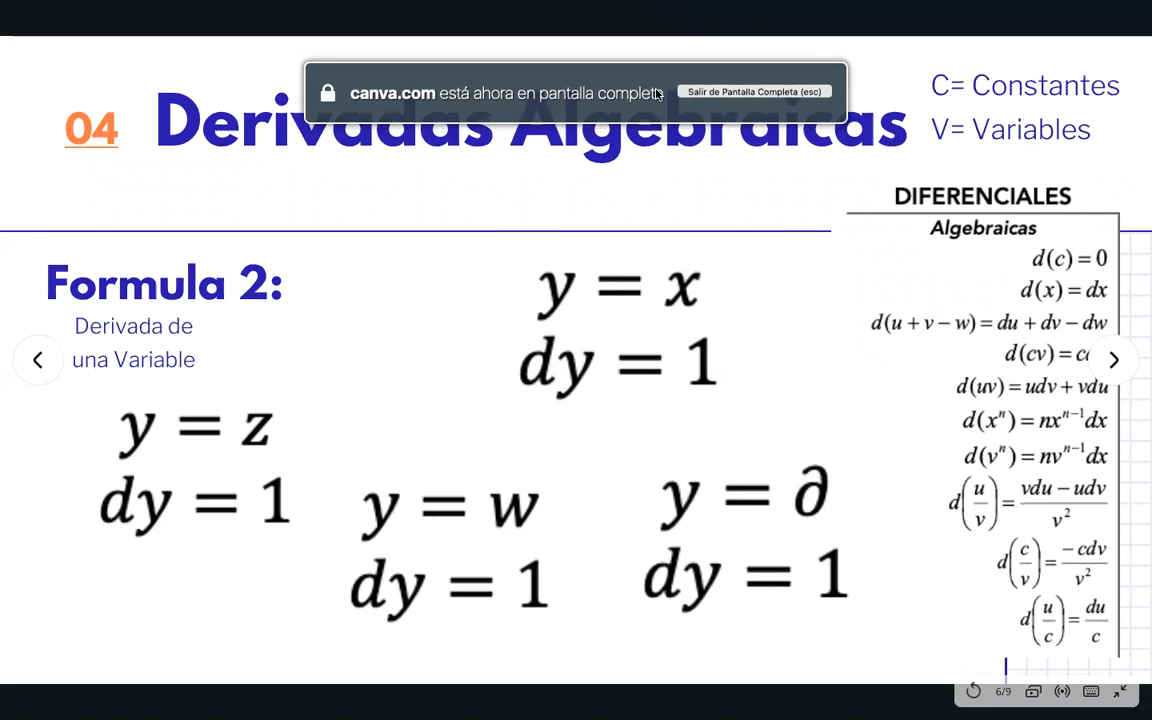 canva.com está ahora en pantalla completa
Salir de Pantalla Completa (esc)
04 Derivadas Algebraicas
C= Constantes
V= Variables
Formula 2:
Derivada de
una Variable
y = x
dy = 1
y = z
dy = 1
y = w
dy = 1
y = ∂
dy = 1
DIFERENCIALES
Algebraicas
d(c) = 0
d(x) = dx
d(u + v − w) = du + dv − dw
d(cv) = c
d(uv) = udv + vdu
d(xⁿ) = nxⁿ⁻¹dx
d(vⁿ) = nvⁿ⁻¹dx
d(u/v) = (vdu − udv)/v²
d(c/v) = −cdv/v²
d(u/c) = du/c
6/9